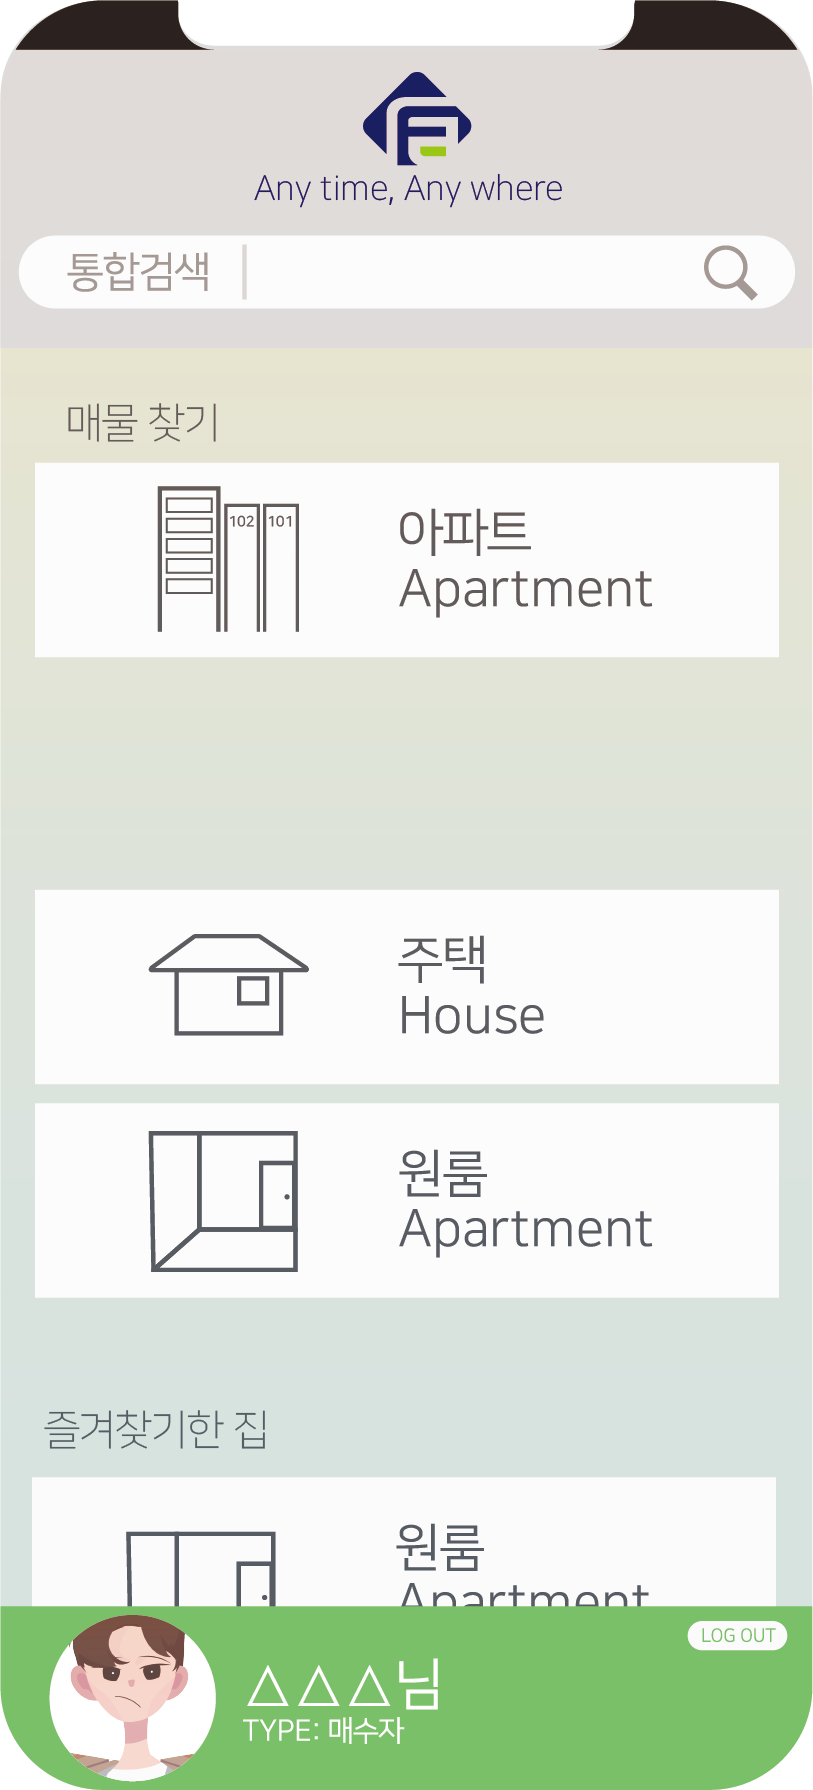 Any time, Any where
통합검색
매물 찾기
102 101
아파트
Apartment
주택
House
원룸
Apartment
즐겨찾기한 집
원룸
Apartment
LOG OUT
△△△님
TYPE: 매수자